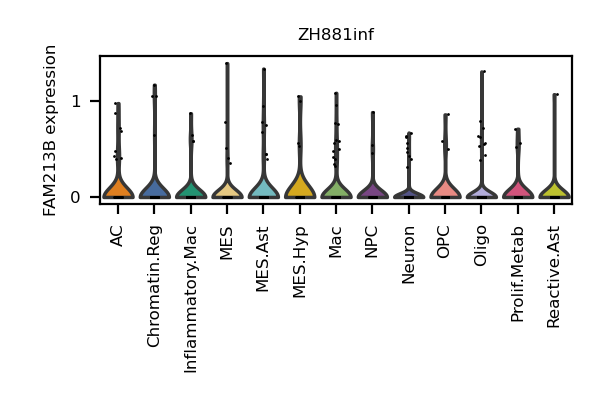 ZH881inf
FAM213B expression
1
0
AC
Chromatin.Reg
Inflammatory.Mac
MES
MES.Ast
MES.Hyp
Mac
NPC
Neuron
OPC
Oligo
Prolif.Metab
Reactive.Ast